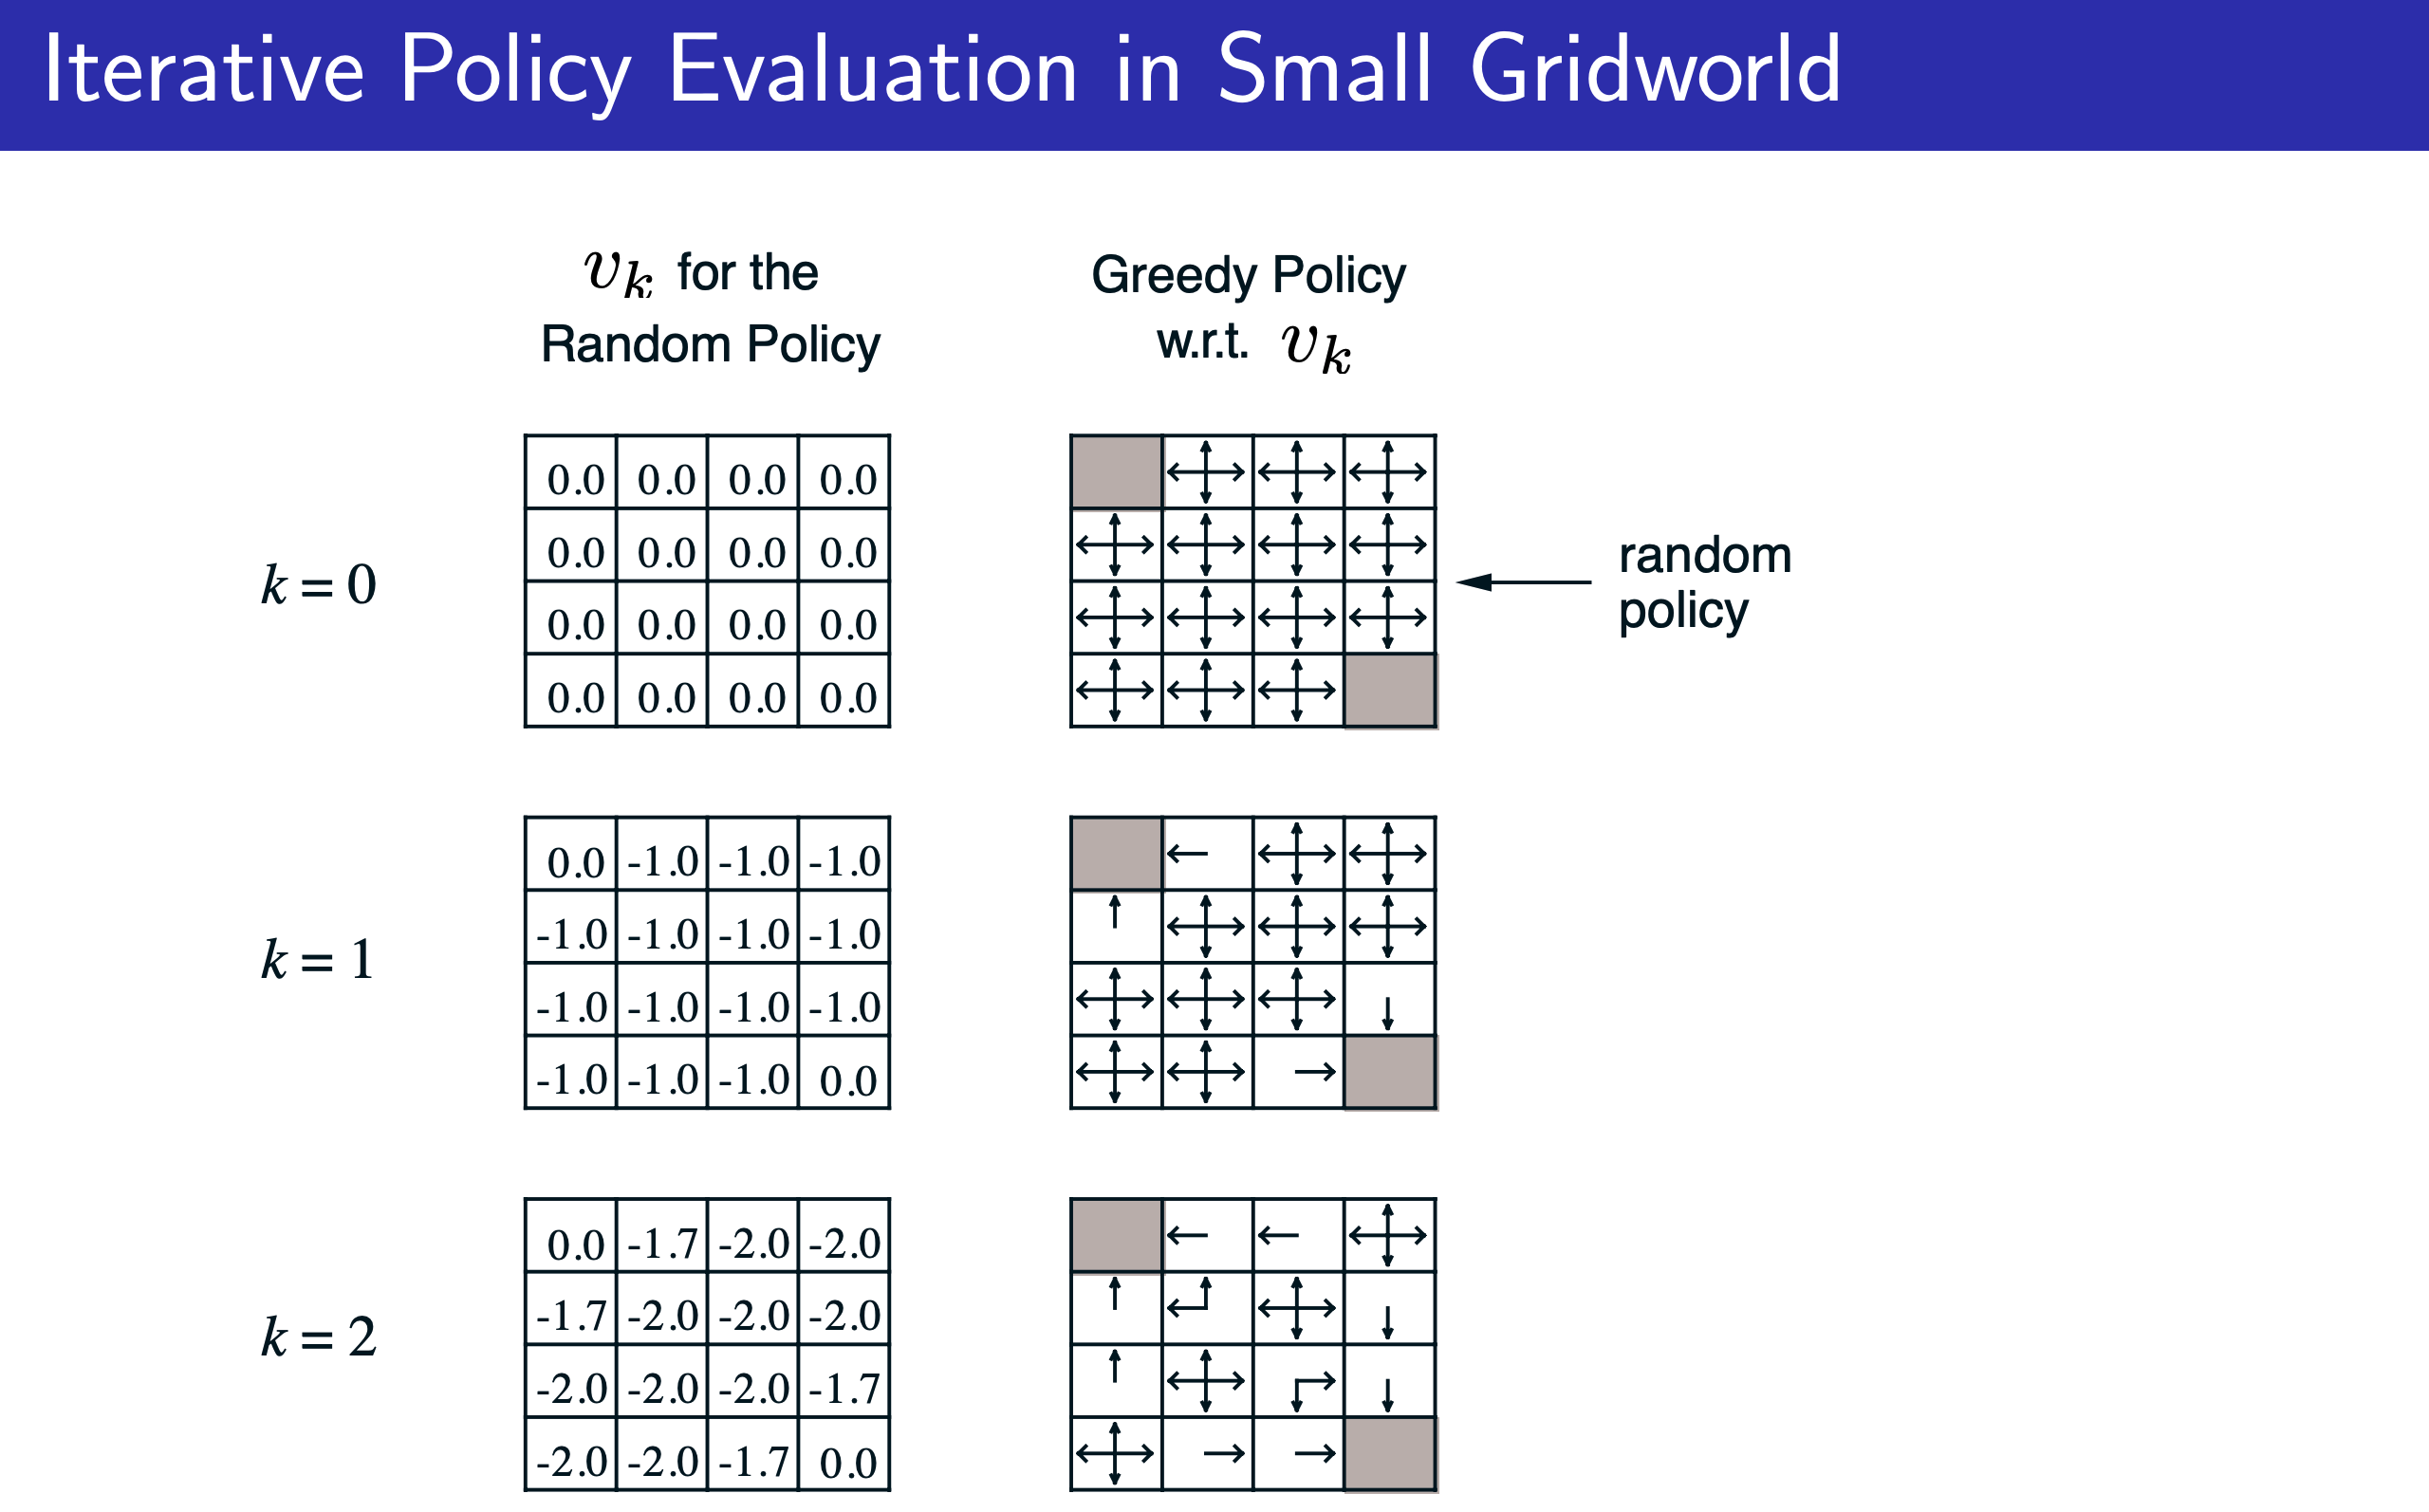 Iterative Policy Evaluation in Small Gridworld
v_k for the
Random Policy
Greedy Policy
w.r.t. v_k
k = 0
0.0 0.0 0.0 0.0
0.0 0.0 0.0 0.0
0.0 0.0 0.0 0.0
0.0 0.0 0.0 0.0
random
policy
k = 1
0.0 -1.0 -1.0 -1.0
-1.0 -1.0 -1.0 -1.0
-1.0 -1.0 -1.0 -1.0
-1.0 -1.0 -1.0 0.0
k = 2
0.0 -1.7 -2.0 -2.0
-1.7 -2.0 -2.0 -2.0
-2.0 -2.0 -2.0 -1.7
-2.0 -2.0 -1.7 0.0